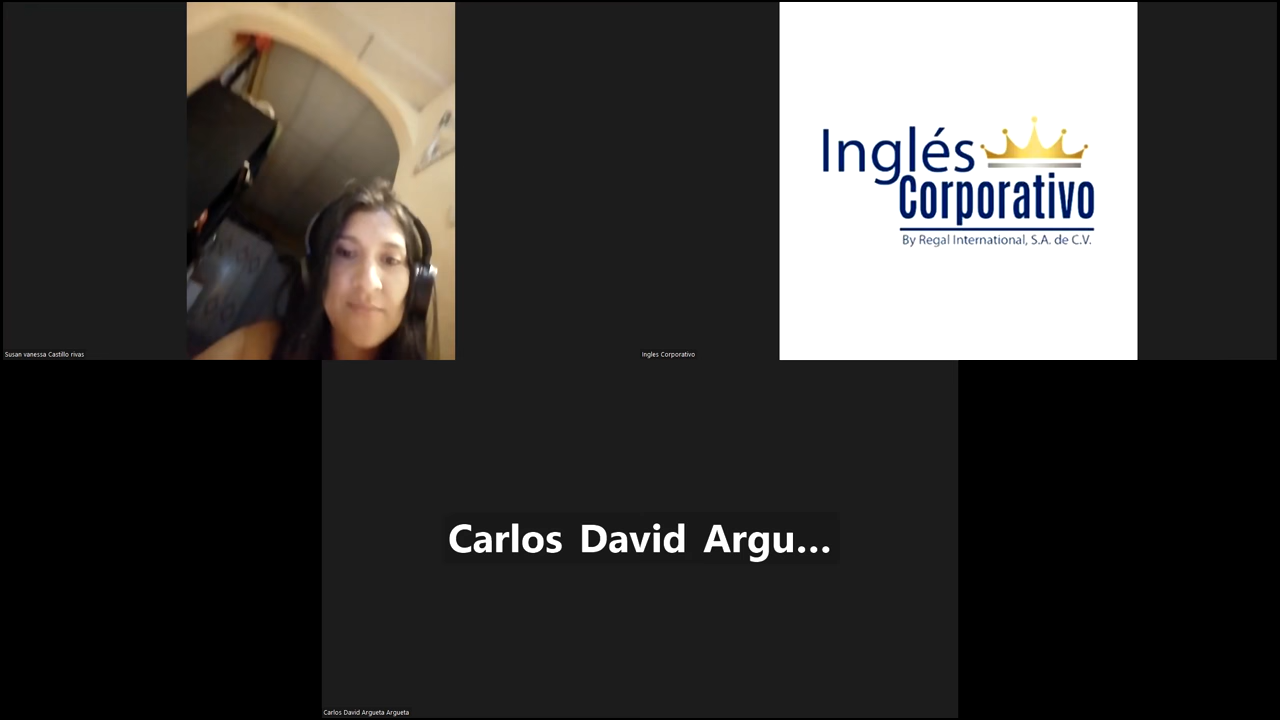 Susan vanessa Castillo rivas
Inglés
Corporativo
By Regal International, S.A. de C.V.
Ingles Corporativo
Carlos David Argu...
Carlos David Argueta Argueta